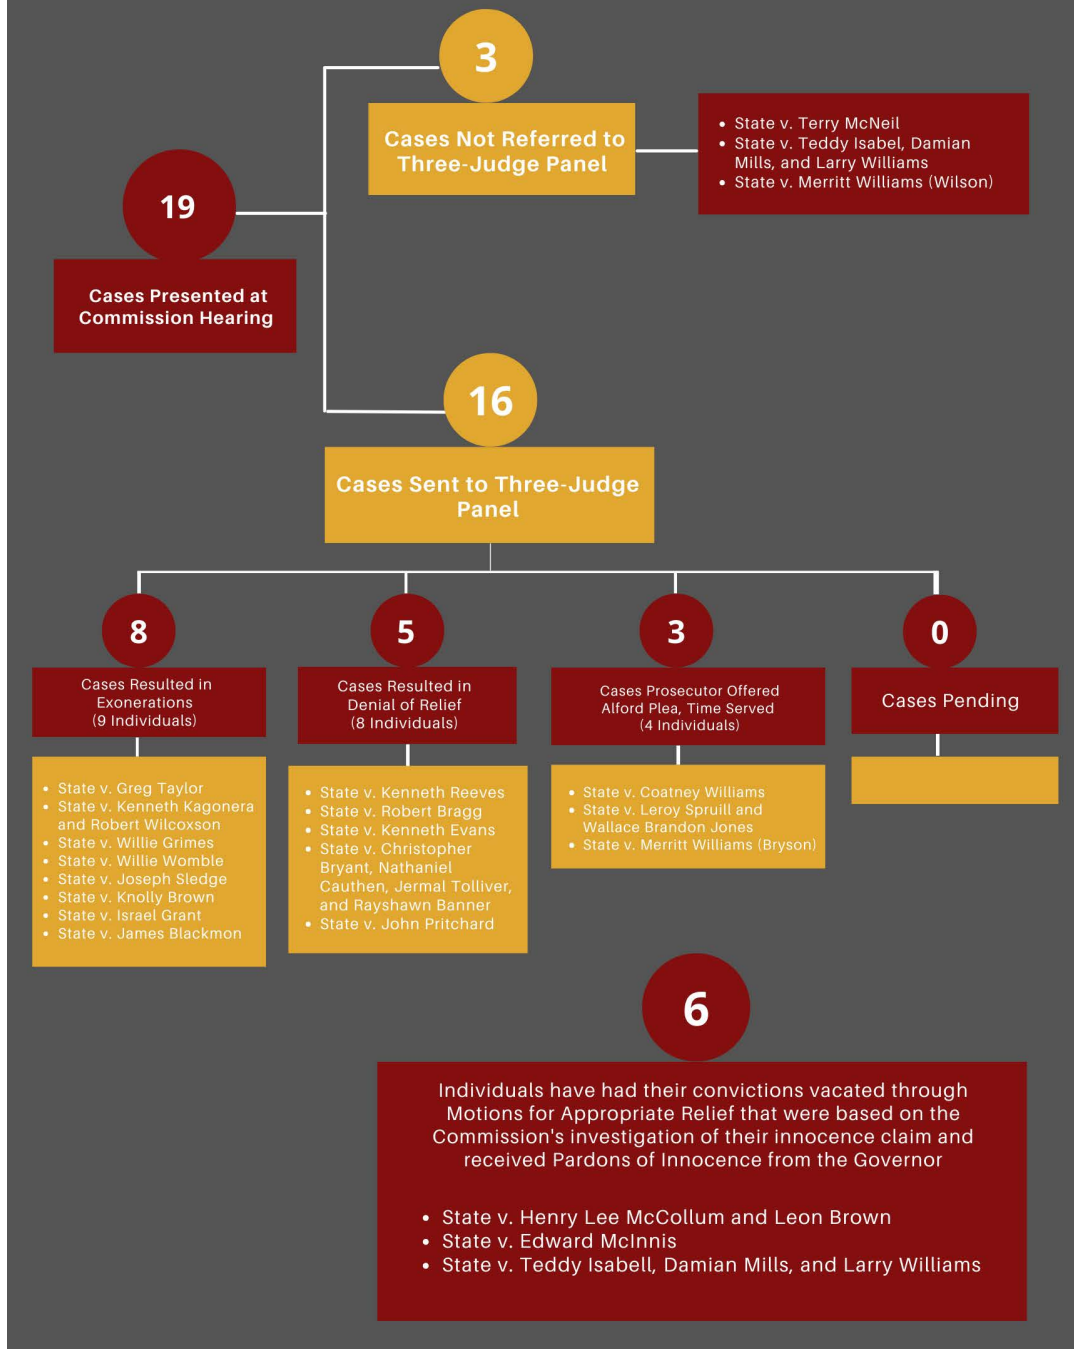 3
Cases Not Referred to
Three-Judge Panel
• State v. Terry McNeil
• State v. Teddy Isabel, Damian
Mills, and Larry Williams
• State v. Merritt Williams (Wilson)
19
Cases Presented at
Commission Hearing
16
Cases Sent to Three-Judge
Panel
8
Cases Resulted in
Exonerations
(9 Individuals)
• State v. Greg Taylor
• State v. Kenneth Kagonera
and Robert Wilcoxson
• State v. Willie Grimes
• State v. Willie Womble
• State v. Joseph Sledge
• State v. Knolly Brown
• State v. Israel Grant
• State v. James Blackmon
5
Cases Resulted in
Denial of Relief
(8 Individuals)
• State v. Kenneth Reeves
• State v. Robert Bragg
• State v. Kenneth Evans
• State v. Christopher
Bryant, Nathaniel
Cauthen, Jermal Tolliver,
and Rayshawn Banner
• State v. John Pritchard
3
Cases Prosecutor Offered
Alford Plea, Time Served
(4 Individuals)
• State v. Coatney Williams
• State v. Leroy Spruill and
Wallace Brandon Jones
• State v. Merritt Williams (Bryson)
0
Cases Pending
6
Individuals have had their convictions vacated through
Motions for Appropriate Relief that were based on the
Commission's investigation of their innocence claim and
received Pardons of Innocence from the Governor
• State v. Henry Lee McCollum and Leon Brown
• State v. Edward McInnis
• State v. Teddy Isabell, Damian Mills, and Larry Williams